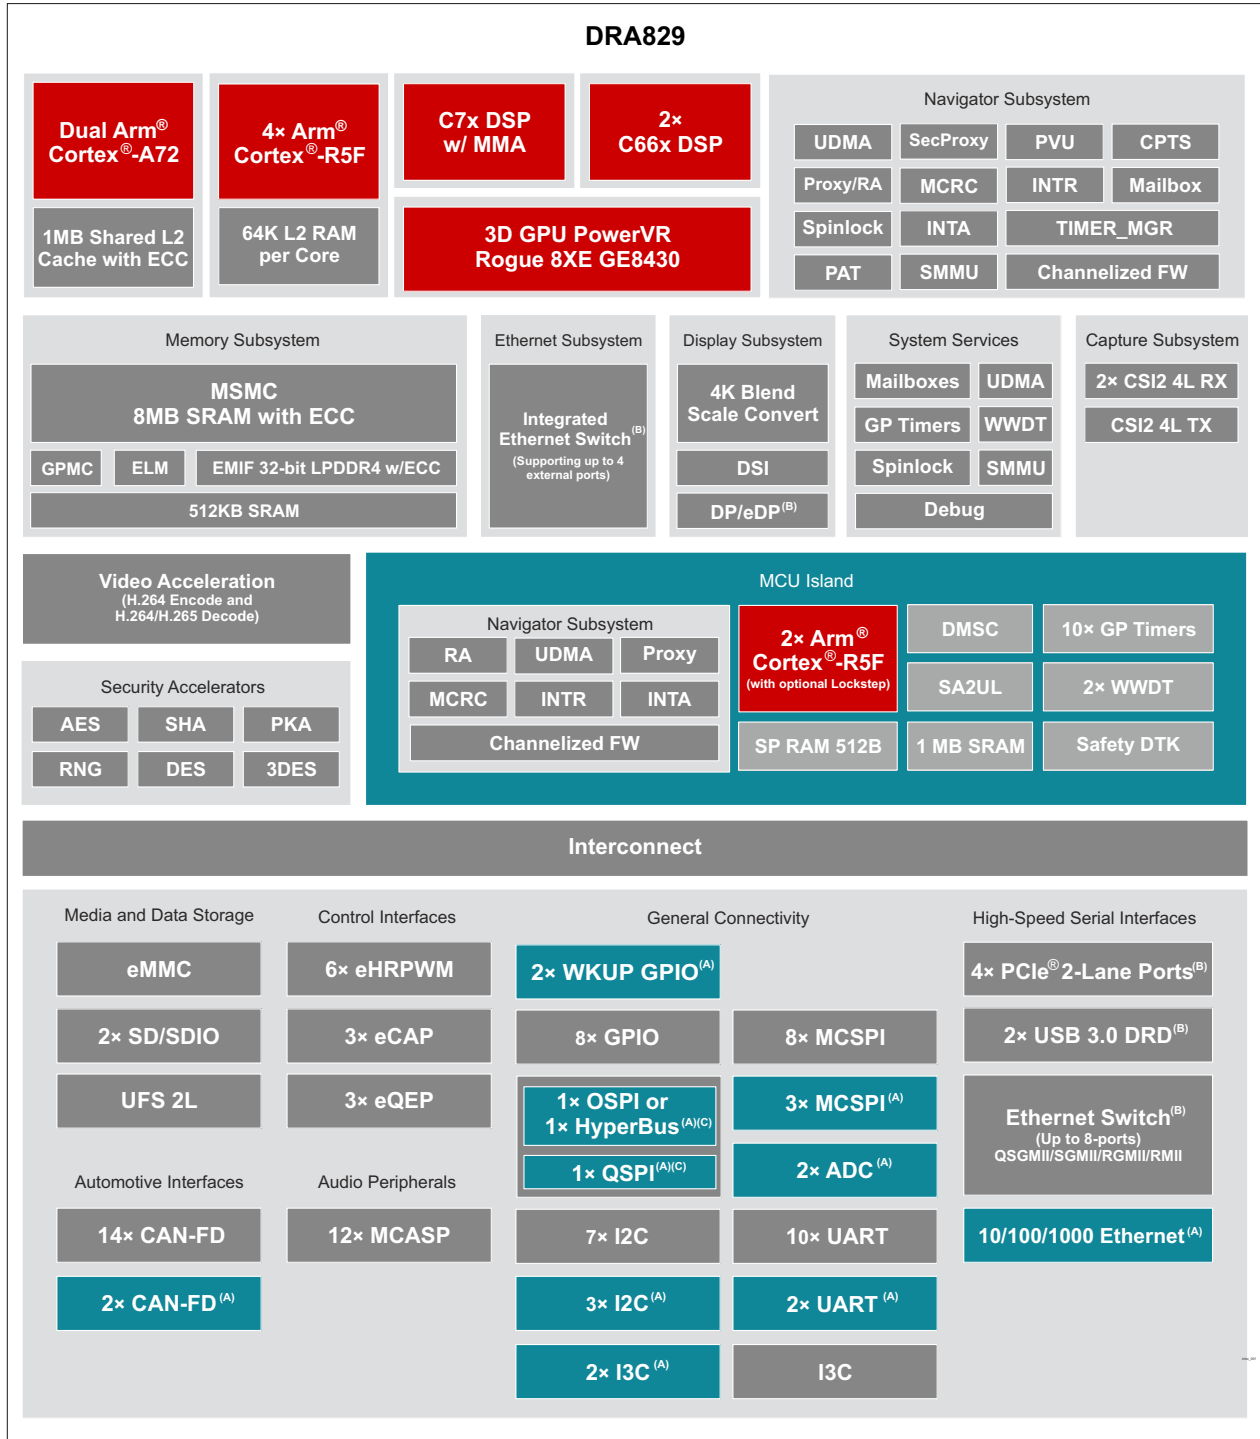 DRA829
Dual Arm®
Cortex®-A72
1MB Shared L2
Cache with ECC
4× Arm®
Cortex®-R5F
64K L2 RAM
per Core
C7x DSP
w/ MMA
2×
C66x DSP
3D GPU PowerVR
Rogue 8XE GE8430
Navigator Subsystem
UDMA
SecProxy
PVU
CPTS
Proxy/RA
MCRC
INTR
Mailbox
Spinlock
INTA
TIMER_MGR
PAT
SMMU
Channelized FW
Memory Subsystem
MSMC
8MB SRAM with ECC
GPMC
ELM
EMIF 32-bit LPDDR4 w/ECC
512KB SRAM
Ethernet Subsystem
Integrated
Ethernet Switch(B)
(Supporting up to 4
external ports)
Display Subsystem
4K Blend
Scale Convert
DSI
DP/eDP(B)
System Services
Mailboxes
UDMA
GP Timers
WWDT
Spinlock
SMMU
Debug
Capture Subsystem
2× CSI2 4L RX
CSI2 4L TX
Video Acceleration
(H.264 Encode and
H.264/H.265 Decode)
Security Accelerators
AES
SHA
PKA
RNG
DES
3DES
MCU Island
Navigator Subsystem
RA
UDMA
Proxy
MCRC
INTR
INTA
Channelized FW
2× Arm®
Cortex®-R5F
(with optional Lockstep)
DMSC
10× GP Timers
SA2UL
2× WWDT
SP RAM 512B
1 MB SRAM
Safety DTK
Interconnect
Media and Data Storage
eMMC
2× SD/SDIO
UFS 2L
Control Interfaces
6× eHRPWM
3× eCAP
3× eQEP
Automotive Interfaces
14× CAN-FD
2× CAN-FD(A)
Audio Peripherals
12× MCASP
General Connectivity
2× WKUP GPIO(A)
8× GPIO
8× MCSPI
1× OSPI or
1× HyperBus(A)(C)
1× QSPI(A)(C)
3× MCSPI(A)
2× ADC(A)
7× I2C
10× UART
3× I2C(A)
2× UART(A)
2× I3C(A)
I3C
High-Speed Serial Interfaces
4× PCIe® 2-Lane Ports(B)
2× USB 3.0 DRD(B)
Ethernet Switch(B)
(Up to 8-ports)
QSGMII/SGMII/RGMII/RMII
10/100/1000 Ethernet(A)